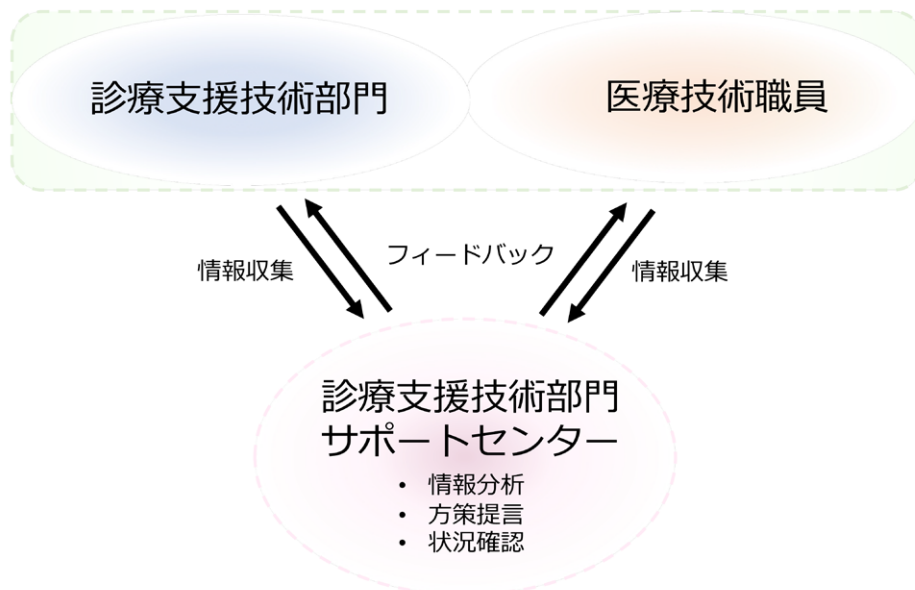 診療支援技術部門
医療技術職員
情報収集
フィードバック
情報収集
診療支援技術部門
サポートセンター
• 情報分析
• 方策提言
• 状況確認